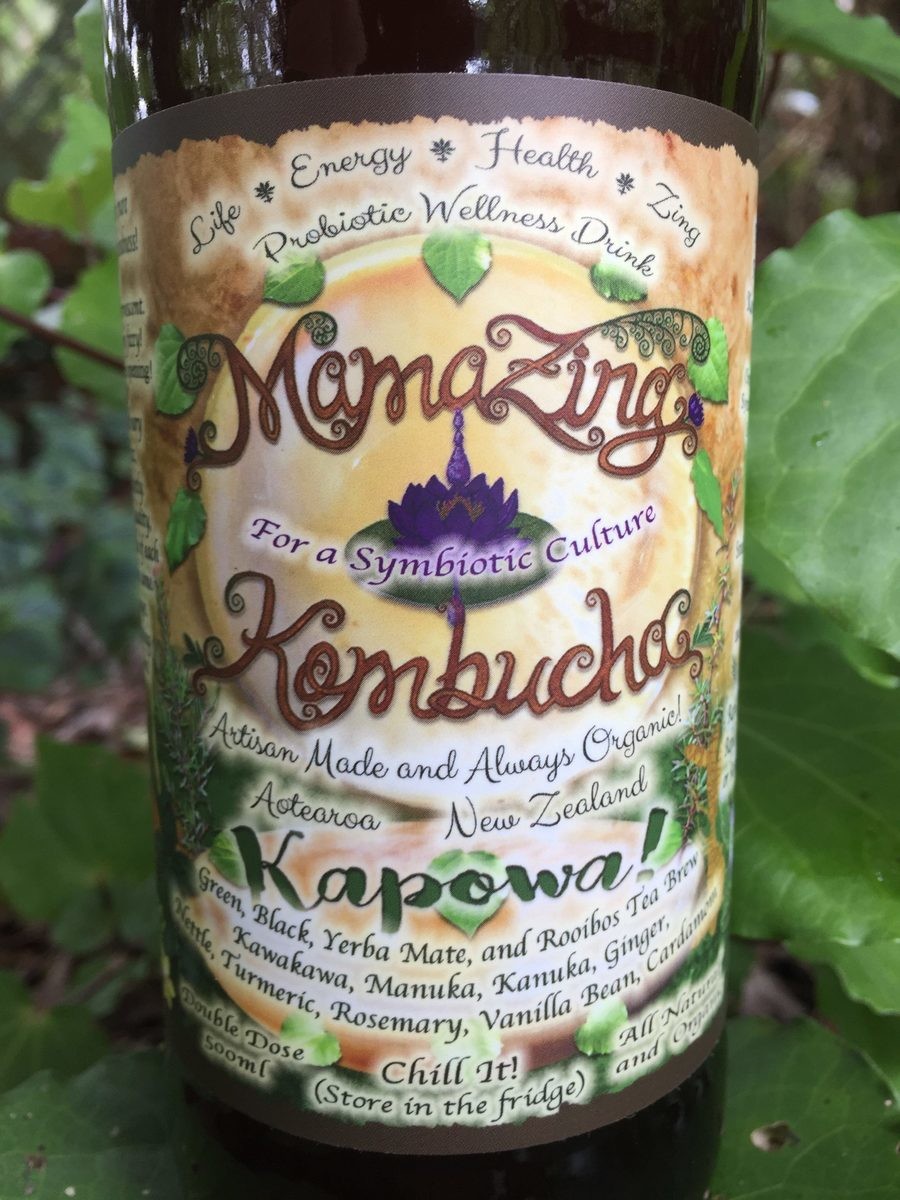 Life * Energy * Health * Zing
Probiotic Wellness Drink
MamaZing
For a Symbiotic Culture
Kombucha
Artisan Made and Always Organic!
Aotearoa New Zealand
Kapowa!
Green, Black, Yerba Mate, and Rooibos Tea Brew
Kawakawa, Manuka, Kanuka, Ginger,
Nettle, Turmeric, Rosemary, Vanilla Bean, Cardamom
Double Dose
500ml
All Natural
and Organic
Chill It!
(Store in the fridge)